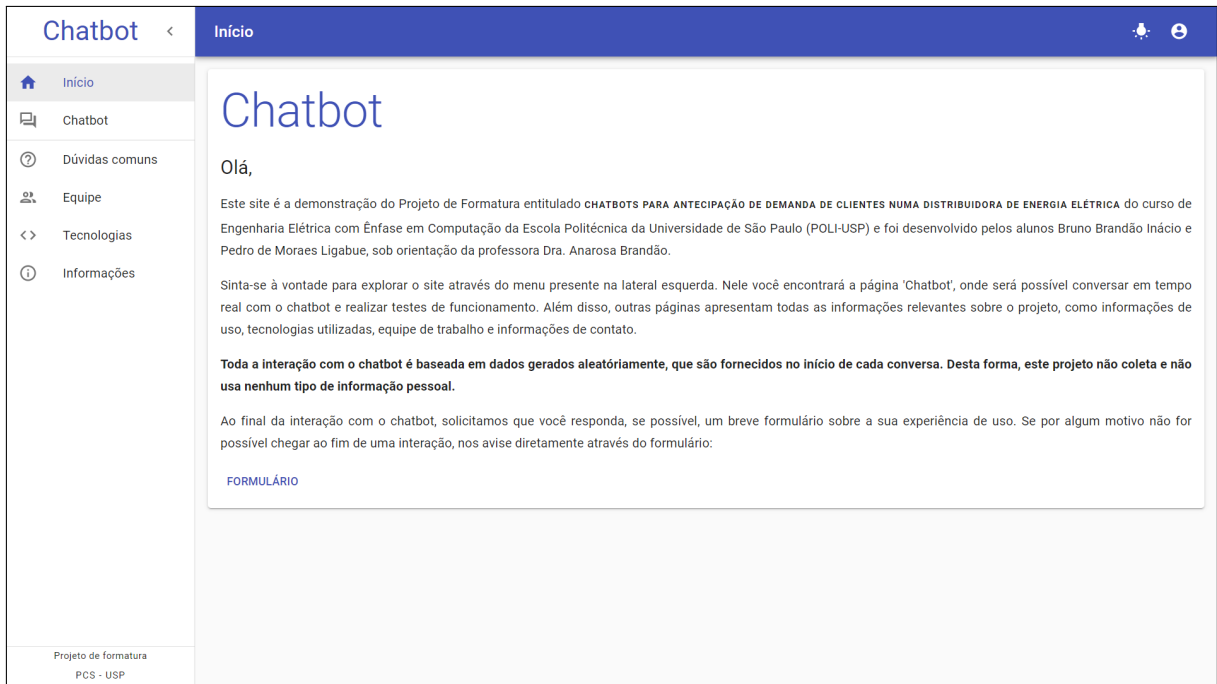 Chatbot
Início
Início
Chatbot
Dúvidas comuns
Equipe
Tecnologias
Informações
Projeto de formatura
PCS - USP
Chatbot
Olá,
Este site é a demonstração do Projeto de Formatura entitulado CHATBOTS PARA ANTECIPAÇÃO DE DEMANDA DE CLIENTES NUMA DISTRIBUIDORA DE ENERGIA ELÉTRICA do curso de
Engenharia Elétrica com Ênfase em Computação da Escola Politécnica da Universidade de São Paulo (POLI-USP) e foi desenvolvido pelos alunos Bruno Brandão Inácio e
Pedro de Moraes Ligabue, sob orientação da professora Dra. Anarosa Brandão.
Sinta-se à vontade para explorar o site através do menu presente na lateral esquerda. Nele você encontrará a página 'Chatbot', onde será possível conversar em tempo
real com o chatbot e realizar testes de funcionamento. Além disso, outras páginas apresentam todas as informações relevantes sobre o projeto, como informações de
uso, tecnologias utilizadas, equipe de trabalho e informações de contato.
Toda a interação com o chatbot é baseada em dados gerados aleatóriamente, que são fornecidos no início de cada conversa. Desta forma, este projeto não coleta e não
usa nenhum tipo de informação pessoal.
Ao final da interação com o chatbot, solicitamos que você responda, se possível, um breve formulário sobre a sua experiência de uso. Se por algum motivo não for
possível chegar ao fim de uma interação, nos avise diretamente através do formulário:
FORMULÁRIO